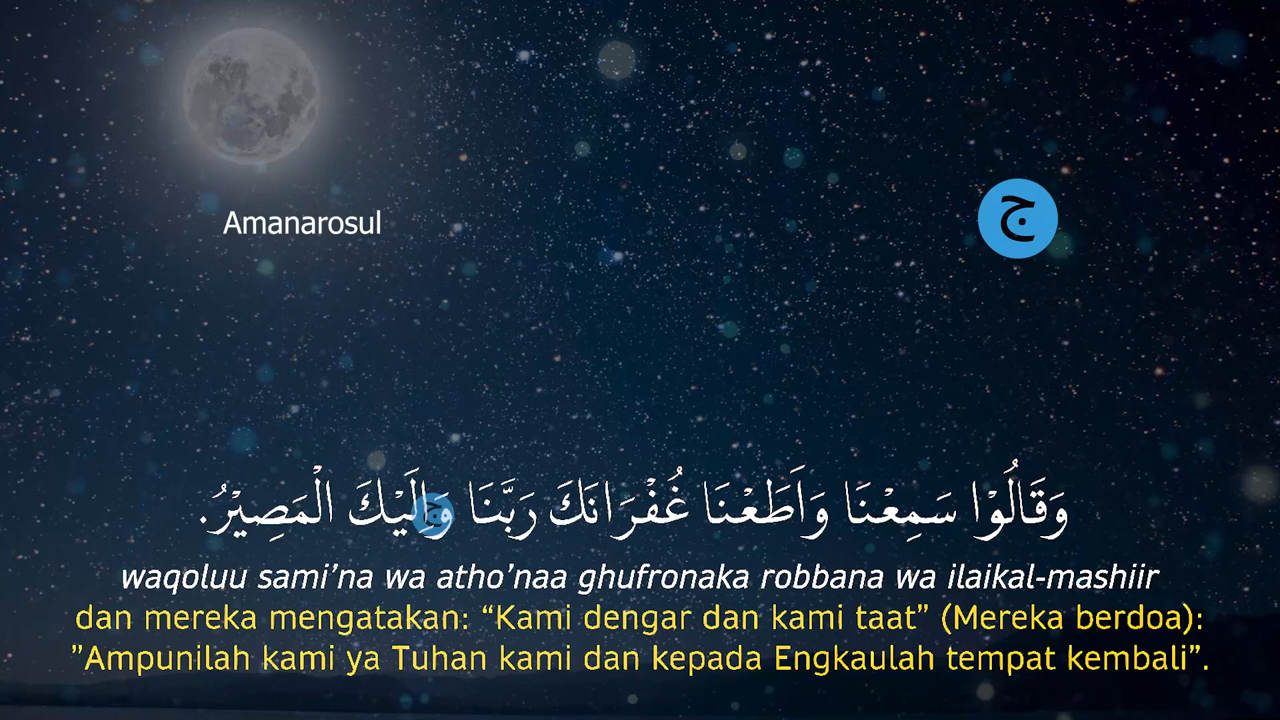 Amanarosul
ج
وَقَالُوْا سَمِعْنَا وَاَطَعْنَا غُفْرَانَكَ رَبَّنَا وَاِلَيْكَ الْمَصِيْرُ.
ج
waqoluu sami’na wa atho’naa ghufronaka robbana wa ilaikal-mashiir
dan mereka mengatakan: “Kami dengar dan kami taat” (Mereka berdoa):
”Ampunilah kami ya Tuhan kami dan kepada Engkaulah tempat kembali”.